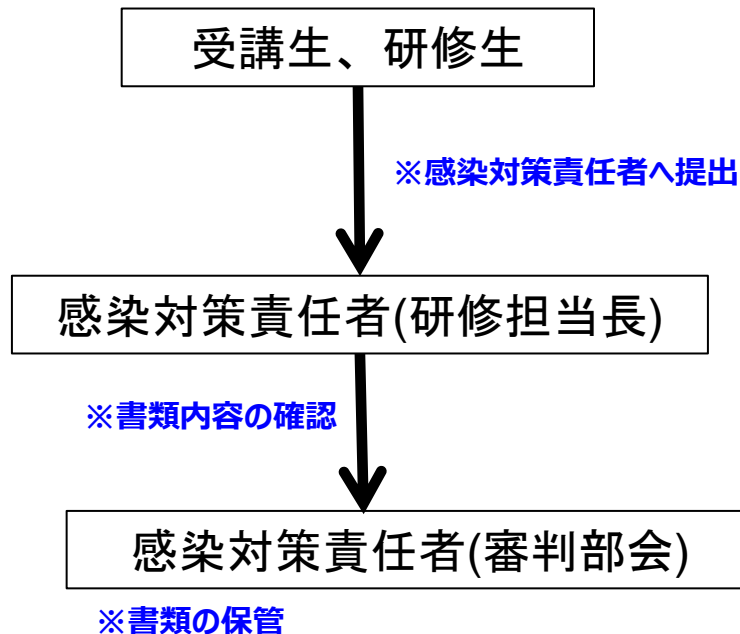 受講生、研修生
※感染対策責任者へ提出
感染対策責任者(研修担当長)
※書類内容の確認
感染対策責任者(審判部会)
※書類の保管